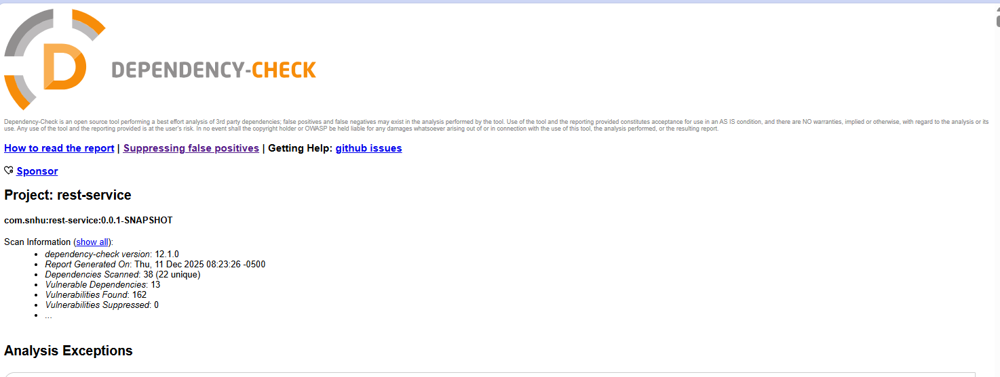 D
DEPENDENCY-CHECK
Dependency-Check is an open source tool performing a best effort analysis of 3rd party dependencies; false positives and false negatives may exist in the analysis performed by the tool. Use of the tool and the reporting provided constitutes acceptance for use in an AS IS condition, and there are NO warranties, implied or otherwise, with regard to the analysis or its
use. Any use of the tool and the reporting provided is at the user's risk. In no event shall the copyright holder or OWASP be held liable for any damages whatsoever arising out of or in connection with the use of this tool, the analysis performed, or the resulting report.
How to read the report | Suppressing false positives | Getting Help: github issues
Sponsor
Project: rest-service
com.snhu:rest-service:0.0.1-SNAPSHOT
Scan Information (show all):
• dependency-check version: 12.1.0
• Report Generated On: Thu, 11 Dec 2025 08:23:26 -0500
• Dependencies Scanned: 38 (22 unique)
• Vulnerable Dependencies: 13
• Vulnerabilities Found: 162
• Vulnerabilities Suppressed: 0
• ...
Analysis Exceptions